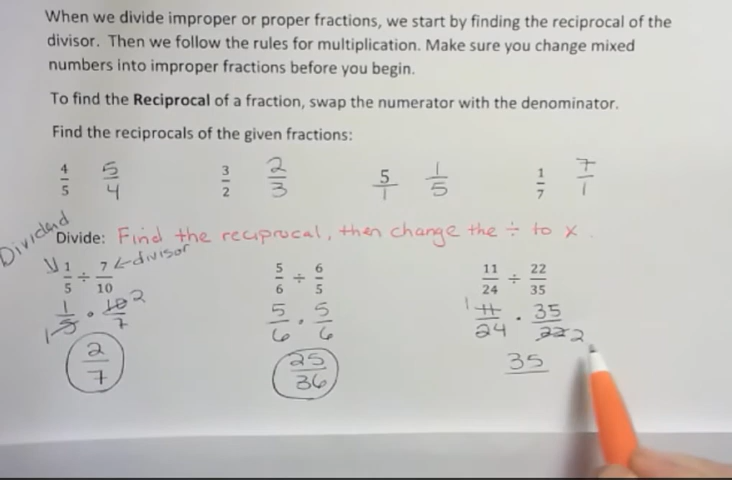 When we divide improper or proper fractions, we start by finding the reciprocal of the
divisor. Then we follow the rules for multiplication. Make sure you change mixed
numbers into improper fractions before you begin.
To find the Reciprocal of a fraction, swap the numerator with the denominator.
Find the reciprocals of the given fractions:
4/5 5/4 3/2 2/3 5/1 1/5 1/7 7/1
Dividend
Divide: Find the reciprocal, then change the ÷ to x.
1/5 ÷ 7/10 ← divisor 5/6 ÷ 6/5 11/24 ÷ 22/35
1 1/5 · 10/7 2 5/6 · 5/6 1 11/24 · 35/22 2
2/7 25/36 35